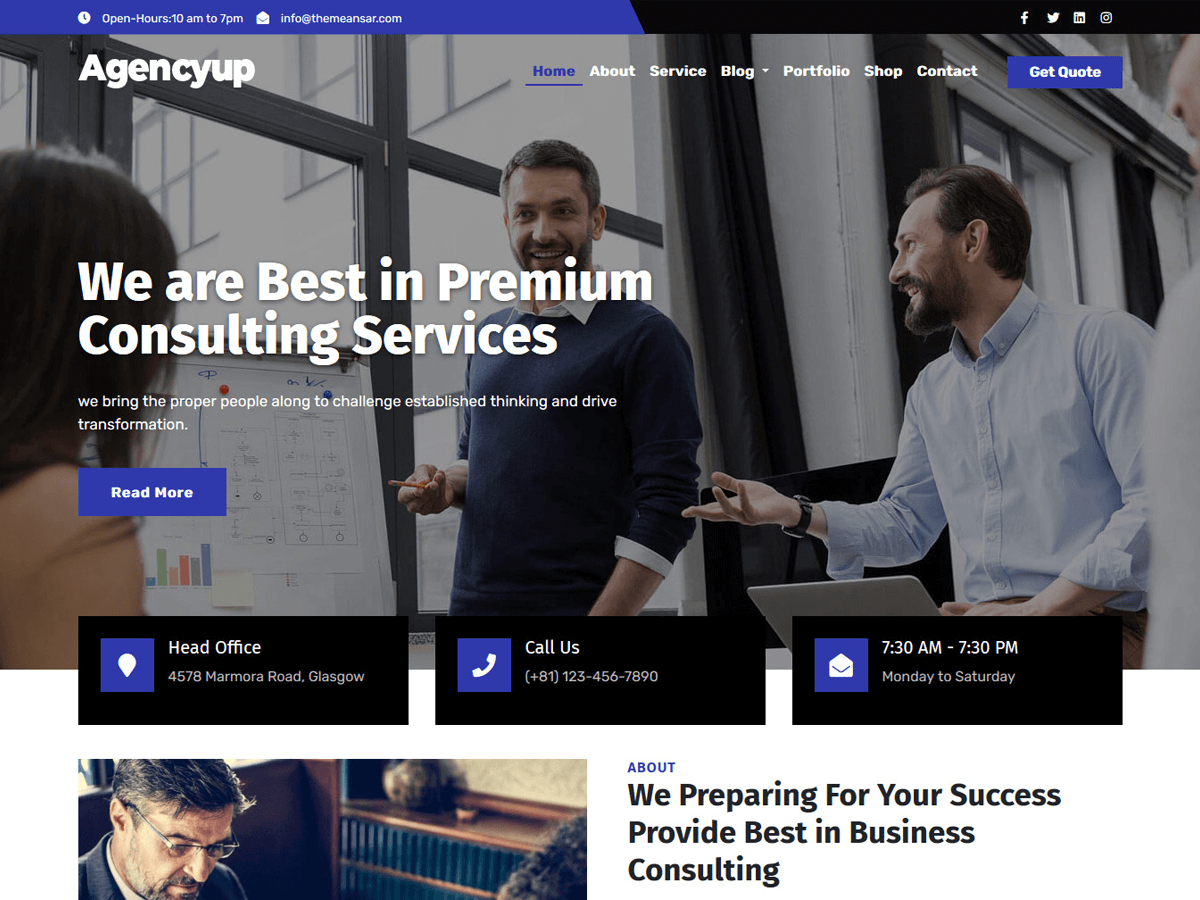 Open-Hours:10 am to 7pm info@themeansar.com
Agencyup
Home About Service Blog Portfolio Shop Contact Get Quote
We are Best in Premium
Consulting Services
we bring the proper people along to challenge established thinking and drive
transformation.
Read More
Head Office
4578 Marmora Road, Glasgow
Call Us
(+81) 123-456-7890
7:30 AM - 7:30 PM
Monday to Saturday
ABOUT
We Preparing For Your Success
Provide Best in Business
Consulting